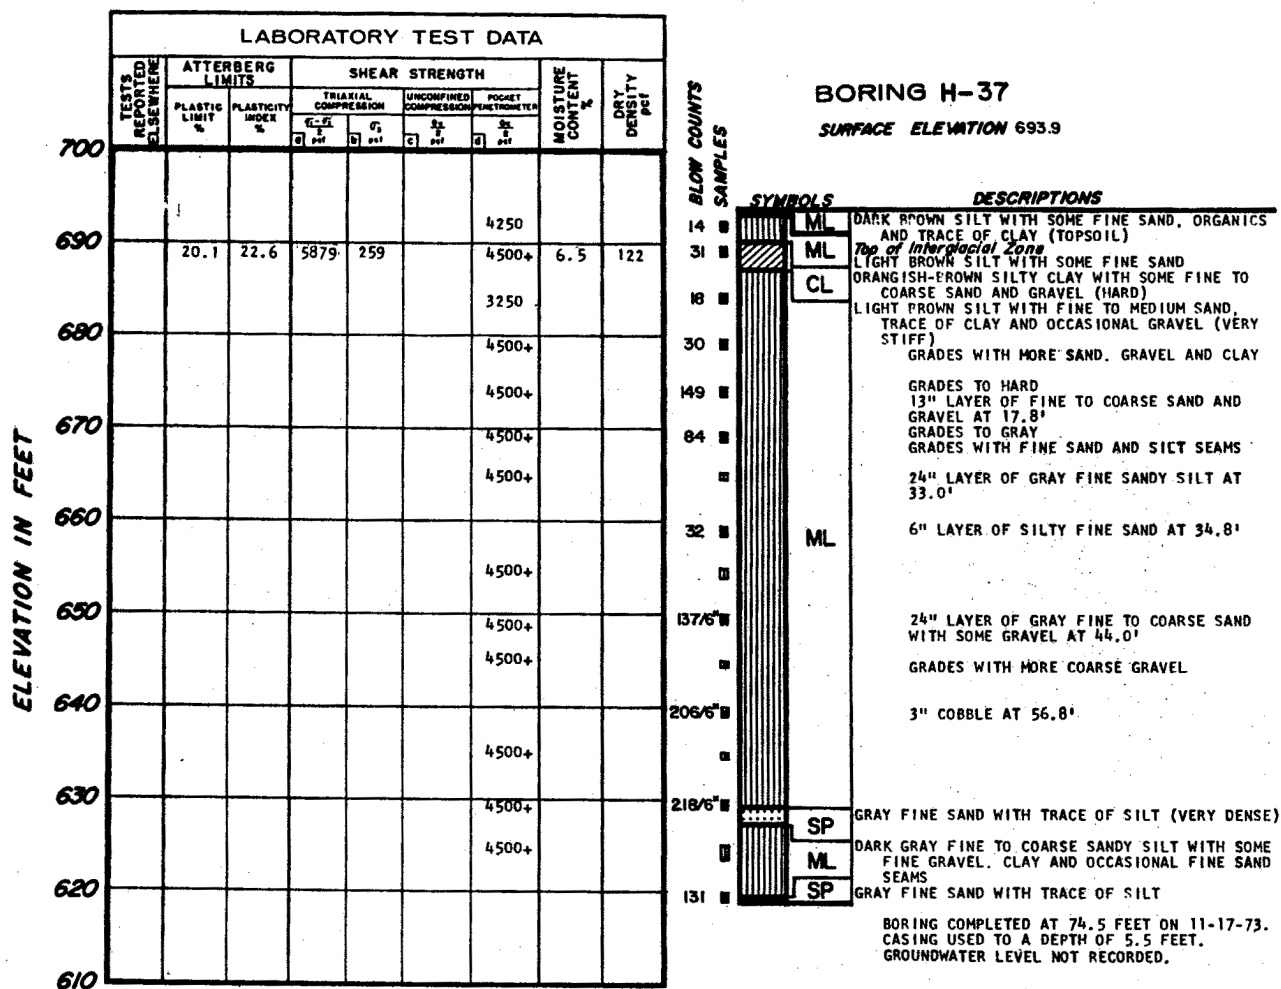 LABORATORY TEST DATA
TESTS REPORTED ELSEWHERE
ATTERBERG LIMITS
SHEAR STRENGTH
MOISTURE CONTENT %
DRY DENSITY pcf
PLASTIC LIMIT %
PLASTICITY INDEX %
TRIAXIAL COMPRESSION
UNCONFINED COMPRESSION
POCKET PENETROMETER
a psf
b psf
c psf
d psf
BORING H-37
SURFACE ELEVATION 693.9
BLOW COUNTS
SAMPLES
SYMBOLS
DESCRIPTIONS
ELEVATION IN FEET
700
690
680
670
660
650
640
630
620
610
4250
20.1 22.6 5879 259 4500+ 6.5 122
3250
4500+
4500+
4500+
4500+
4500+
4500+
4500+
4500+
4500+
4500+
14
31
18
30
149
84
32
137/6"
206/6"
218/6"
131
ML
ML
CL
ML
SP
ML
SP
DARK BROWN SILT WITH SOME FINE SAND, ORGANICS
AND TRACE OF CLAY (TOPSOIL)
Top of Interglacial Zone
LIGHT BROWN SILT WITH SOME FINE SAND
ORANGISH-BROWN SILTY CLAY WITH SOME FINE TO
COARSE SAND AND GRAVEL (HARD)
LIGHT BROWN SILT WITH FINE TO MEDIUM SAND,
TRACE OF CLAY AND OCCASIONAL GRAVEL (VERY
STIFF)
GRADES WITH MORE SAND, GRAVEL AND CLAY
GRADES TO HARD
13" LAYER OF FINE TO COARSE SAND AND
GRAVEL AT 17.8'
GRADES TO GRAY
GRADES WITH FINE SAND AND SILT SEAMS
24" LAYER OF GRAY FINE SANDY SILT AT
33.0'
6" LAYER OF SILTY FINE SAND AT 34.8'
24" LAYER OF GRAY FINE TO COARSE SAND
WITH SOME GRAVEL AT 44.0'
GRADES WITH MORE COARSE GRAVEL
3" COBBLE AT 56.8'
GRAY FINE SAND WITH TRACE OF SILT (VERY DENSE)
DARK GRAY FINE TO COARSE SANDY SILT WITH SOME
FINE GRAVEL, CLAY AND OCCASIONAL FINE SAND
SEAMS
GRAY FINE SAND WITH TRACE OF SILT
BORING COMPLETED AT 74.5 FEET ON 11-17-73.
CASING USED TO A DEPTH OF 5.5 FEET.
GROUNDWATER LEVEL NOT RECORDED.